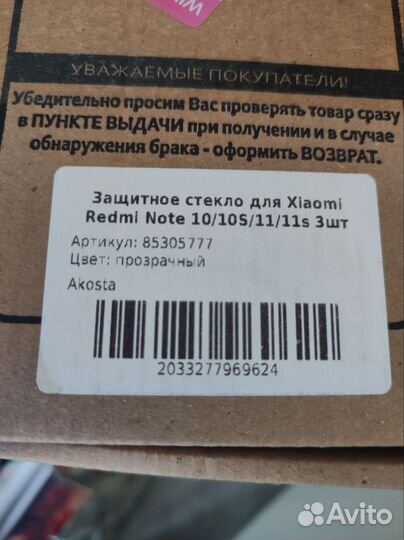 УВАЖАЕМЫЕ ПОКУПАТЕЛИ!
Убедительно просим Вас проверять товар сразу
в ПУНКТЕ ВЫДАЧИ при получении и в случае
обнаружения брака - оформить ВОЗВРАТ.
Защитное стекло для Xiaomi
Redmi Note 10/10S/11/11s 3шт
Артикул: 85305777
Цвет: прозрачный
Akosta
2033277969624
Avito